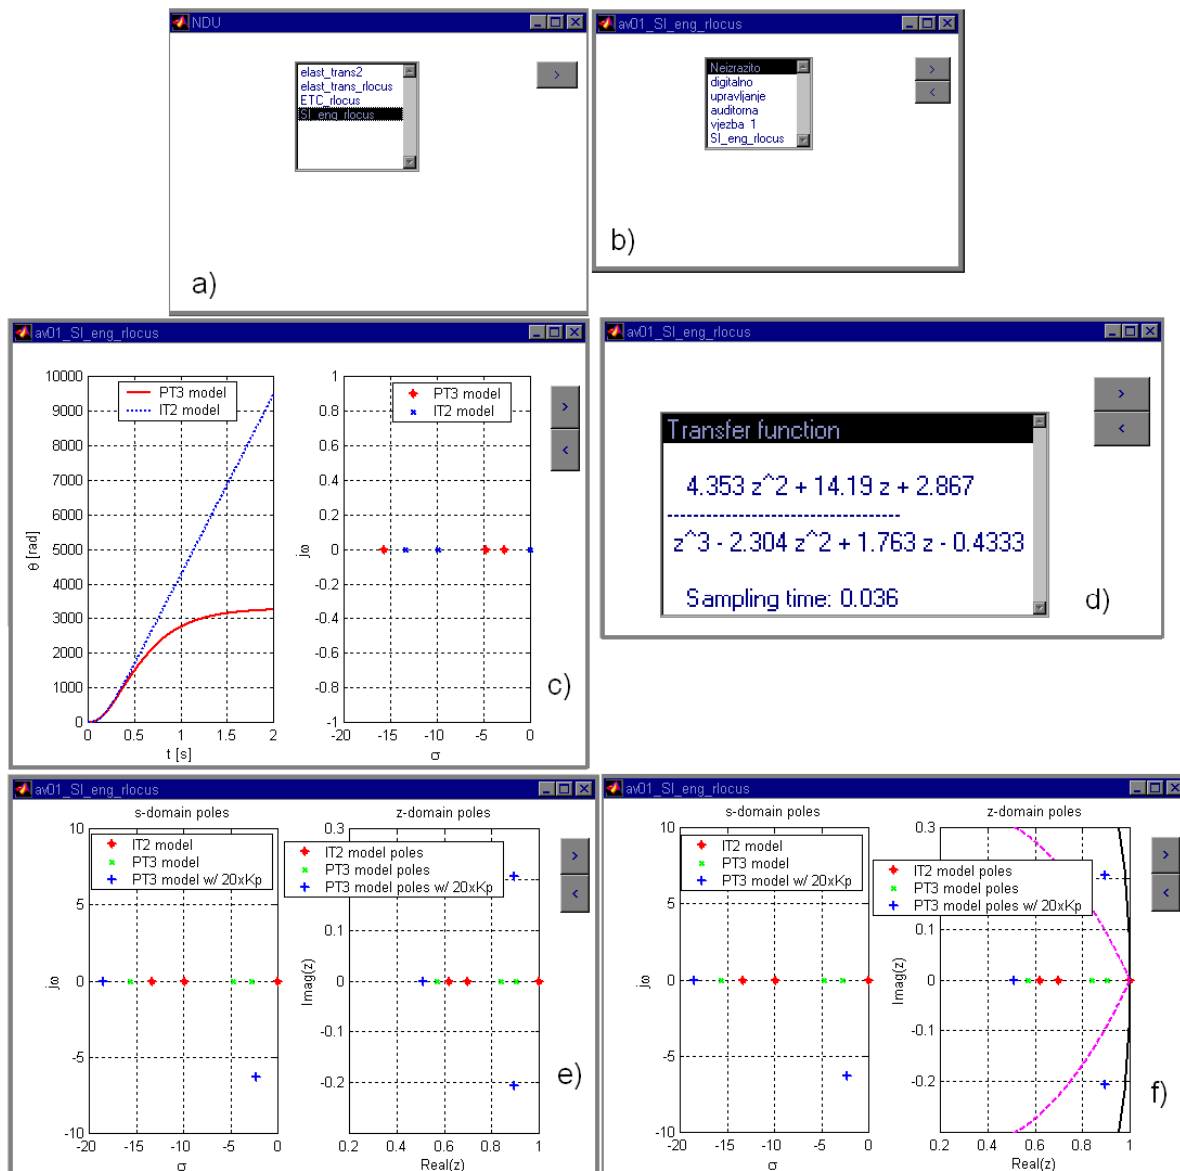 NDU
elast_trans2
elast_trans_rlocus
ETC_rlocus
SI_eng_rlocus
>
a)
av01_SI_eng_rlocus
Neizrazito
digitalno
upravljanje
auditorna
vjezba 1
SI_eng_rlocus
>
<
b)
av01_SI_eng_rlocus
PT3 model
IT2 model
10000
9000
8000
7000
6000
5000
4000
3000
2000
1000
0
θ [rad]
0 0.5 1 1.5 2
t [s]
PT3 model
IT2 model
1
0.8
0.6
0.4
0.2
0
-0.2
-0.4
-0.6
-0.8
-1
jω
-20 -15 -10 -5 0
σ
>
<
c)
av01_SI_eng_rlocus
Transfer function
4.353 z^2 + 14.19 z + 2.867
------------------------------------
z^3 - 2.304 z^2 + 1.763 z - 0.4333
Sampling time: 0.036
>
<
d)
av01_SI_eng_rlocus
s-domain poles
IT2 model
PT3 model
PT3 model w/ 20xKp
10
5
0
-5
-10
jω
-20 -15 -10 -5 0
σ
z-domain poles
IT2 model poles
PT3 model poles
PT3 model poles w/ 20xKp
0.3
0.1
0
-0.1
-0.2
Imag(z)
0.2 0.4 0.6 0.8 1
Real(z)
>
<
e)
av01_SI_eng_rlocus
s-domain poles
IT2 model
PT3 model
PT3 model w/ 20xKp
10
5
0
-5
-10
jω
-20 -15 -10 -5 0
σ
z-domain poles
IT2 model poles
PT3 model poles
PT3 model poles w/ 20xKp
0.3
0.1
0
-0.1
-0.2
Imag(z)
0.2 0.4 0.6 0.8 1
Real(z)
>
<
f)